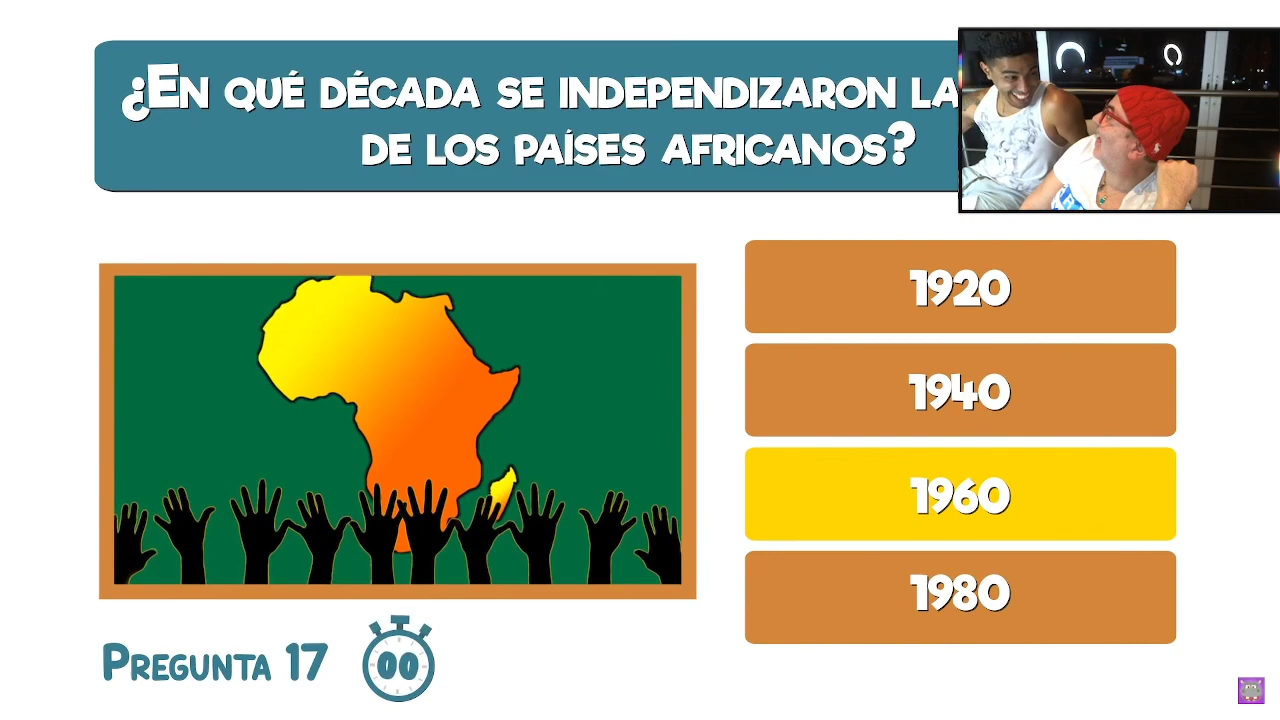 ¿En qué década se independizaron la
de los países africanos?
1920
1940
1960
1980
Pregunta 17
00